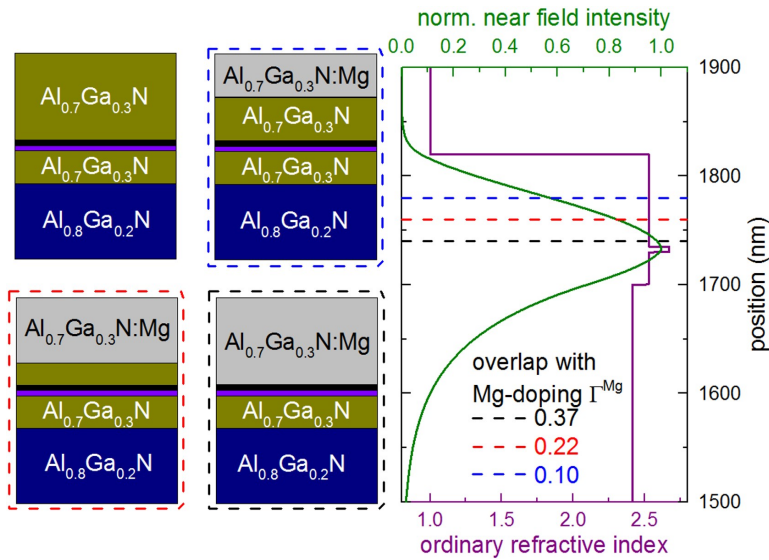 Al0.7Ga0.3N
Al0.7Ga0.3N
Al0.8Ga0.2N
Al0.7Ga0.3N:Mg
Al0.7Ga0.3N
Al0.7Ga0.3N
Al0.8Ga0.2N
Al0.7Ga0.3N:Mg
Al0.7Ga0.3N
Al0.8Ga0.2N
Al0.7Ga0.3N:Mg
Al0.7Ga0.3N
Al0.8Ga0.2N
norm. near field intensity
0.0 0.2 0.4 0.6 0.8 1.0
1900
1800
1700
1600
1500
position (nm)
overlap with
Mg-doping Γ^Mg
0.37
0.22
0.10
1.0 1.5 2.0 2.5
ordinary refractive index